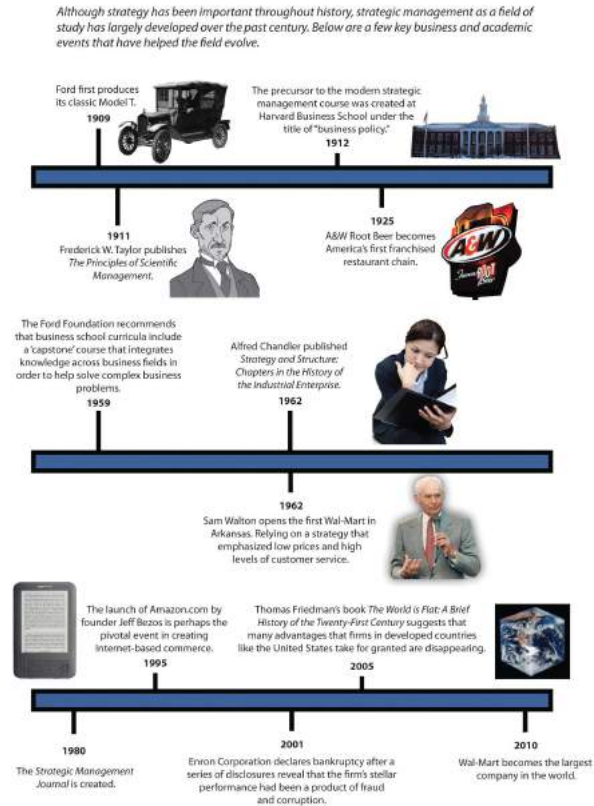 Although strategy has been important throughout history, strategic management as a field of
study has largely developed over the past century. Below are a few key business and academic
events that have helped the field evolve.
Ford first produces
its classic Model T.
1909
The precursor to the modern strategic
management course was created at
Harvard Business School under the
title of "business policy."
1912
1911
Frederick W. Taylor publishes
The Principles of Scientific
Management.
1925
A&W Root Beer becomes
America's first franchised
restaurant chain.
A&W
The Ford Foundation recommends
that business school curricula include
a 'capstone' course that integrates
knowledge across business fields in
order to help solve complex business
problems.
1959
Alfred Chandler published
Strategy and Structure:
Chapters in the History of
the Industrial Enterprise.
1962
1962
Sam Walton opens the first Wal-Mart in
Arkansas. Relying on a strategy that
emphasized low prices and high
levels of customer service.
The launch of Amazon.com by
founder Jeff Bezos is perhaps the
pivotal event in creating
Internet-based commerce.
1995
Thomas Friedman's book The World is Flat: A Brief
History of the Twenty-First Century suggests that
many advantages that firms in developed countries
like the United States take for granted are disappearing.
2005
1980
The Strategic Management
Journal is created.
2001
Enron Corporation declares bankruptcy after a
series of disclosures reveal that the firm's stellar
performance had been a product of fraud
and corruption.
2010
Wal-Mart becomes the largest
company in the world.